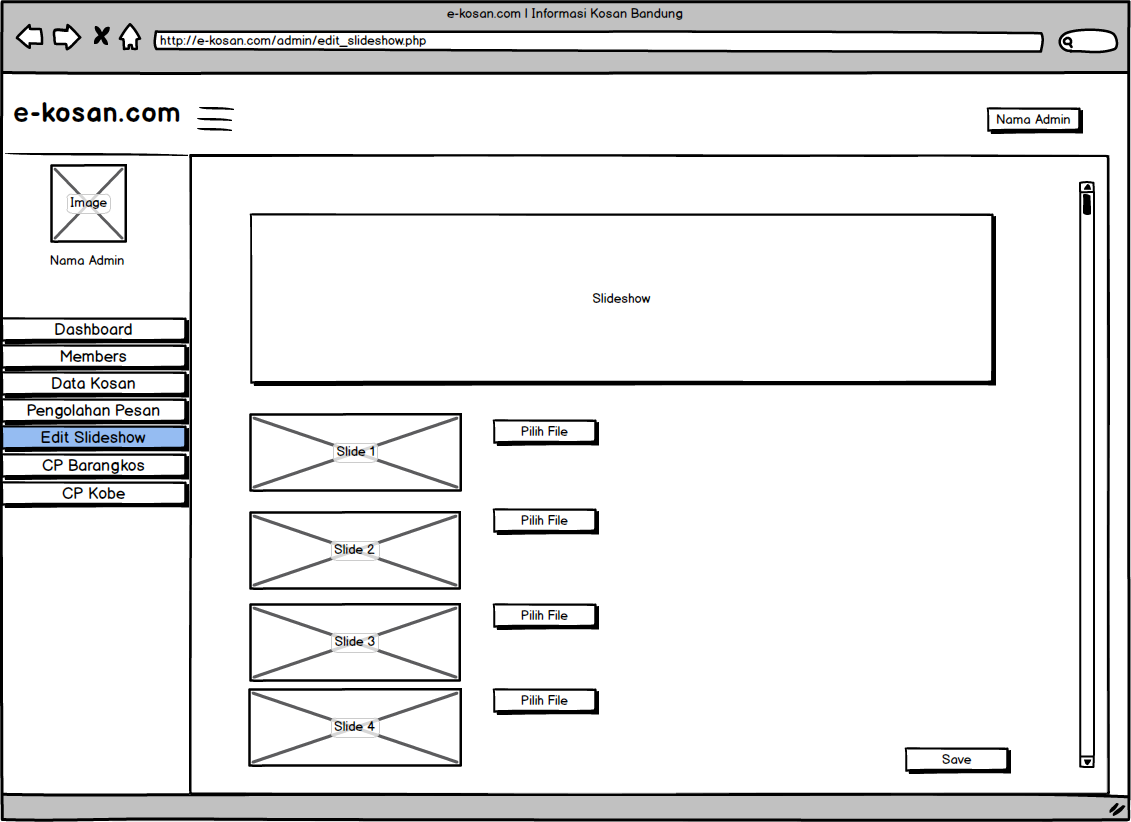 e-kosan.com | Informasi Kosan Bandung
http://e-kosan.com/admin/edit_slideshow.php
e-kosan.com
Nama Admin
Image
Nama Admin
Dashboard
Members
Data Kosan
Pengolahan Pesan
Edit Slideshow
CP Barangkos
CP Kobe
Slideshow
Slide 1
Pilih File
Slide 2
Pilih File
Slide 3
Pilih File
Slide 4
Pilih File
Save